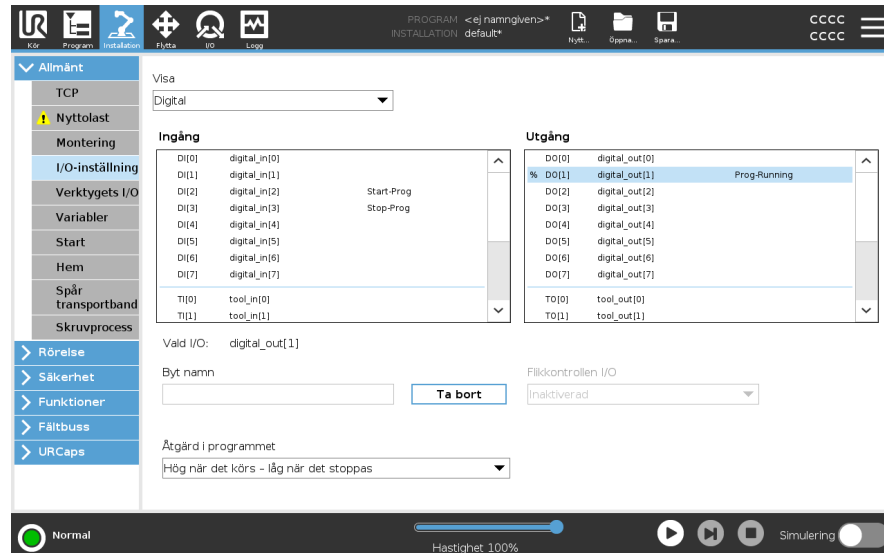 UR
PROGRAM <ej namngiven>*
INSTALLATION default*
CCCC
CCCC
Kör Program Installation Flytta I/O Logg Nytt... Öppna... Spara...
Allmänt
TCP
Nyttolast
Montering
I/O-inställning
Verktygets I/O
Variabler
Start
Hem
Spår
transportband
Skruvprocess
Rörelse
Säkerhet
Funktioner
Fältbuss
URCaps
Visa
Digital
Ingång
DI[0] digital_in[0]
DI[1] digital_in[1]
DI[2] digital_in[2] Start-Prog
DI[3] digital_in[3] Stop-Prog
DI[4] digital_in[4]
DI[5] digital_in[5]
DI[6] digital_in[6]
DI[7] digital_in[7]
TI[0] tool_in[0]
TI[1] tool_in[1]
Utgång
DO[0] digital_out[0]
% DO[1] digital_out[1] Prog-Running
DO[2] digital_out[2]
DO[3] digital_out[3]
DO[4] digital_out[4]
DO[5] digital_out[5]
DO[6] digital_out[6]
DO[7] digital_out[7]
TO[0] tool_out[0]
TO[1] tool_out[1]
Vald I/O: digital_out[1]
Byt namn
Ta bort
Flikkontrollen I/O
Inaktiverad
Åtgärd i programmet
Hög när det körs - låg när det stoppas
Normal
Hastighet 100%
Simulering